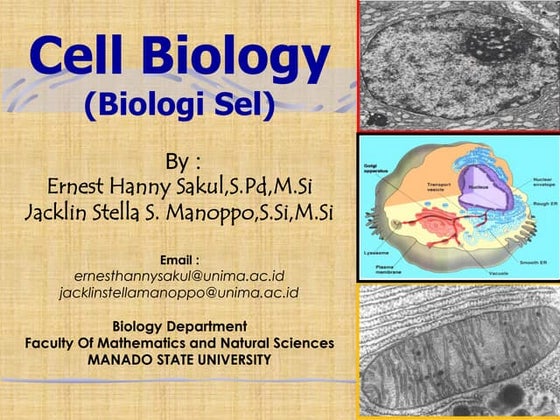 Cell Biology
(Biologi Sel)
By :
Ernest Hanny Sakul,S.Pd,M.Si
Jacklin Stella S. Manoppo,S.Si,M.Si
Email :
ernesthannysakul@unima.ac.id
jacklinstellamanoppo@unima.ac.id
Biology Department
Faculty Of Mathematics and Natural Sciences
MANADO STATE UNIVERSITY
Golgi
apparatus
Transport
vesicle
Nucleus
Nuclear
envelope
Rough ER
Lysosome
Plasma
membrane
Vacuole
Smooth ER